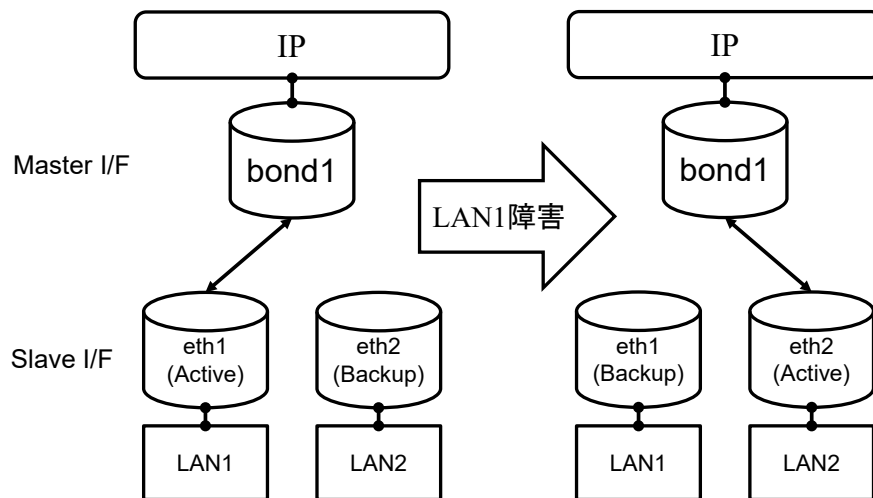 IP
IP
Master I/F
bond1
bond1
LAN1障害
Slave I/F
eth1
(Active)
eth2
(Backup)
eth1
(Backup)
eth2
(Active)
LAN1
LAN2
LAN1
LAN2